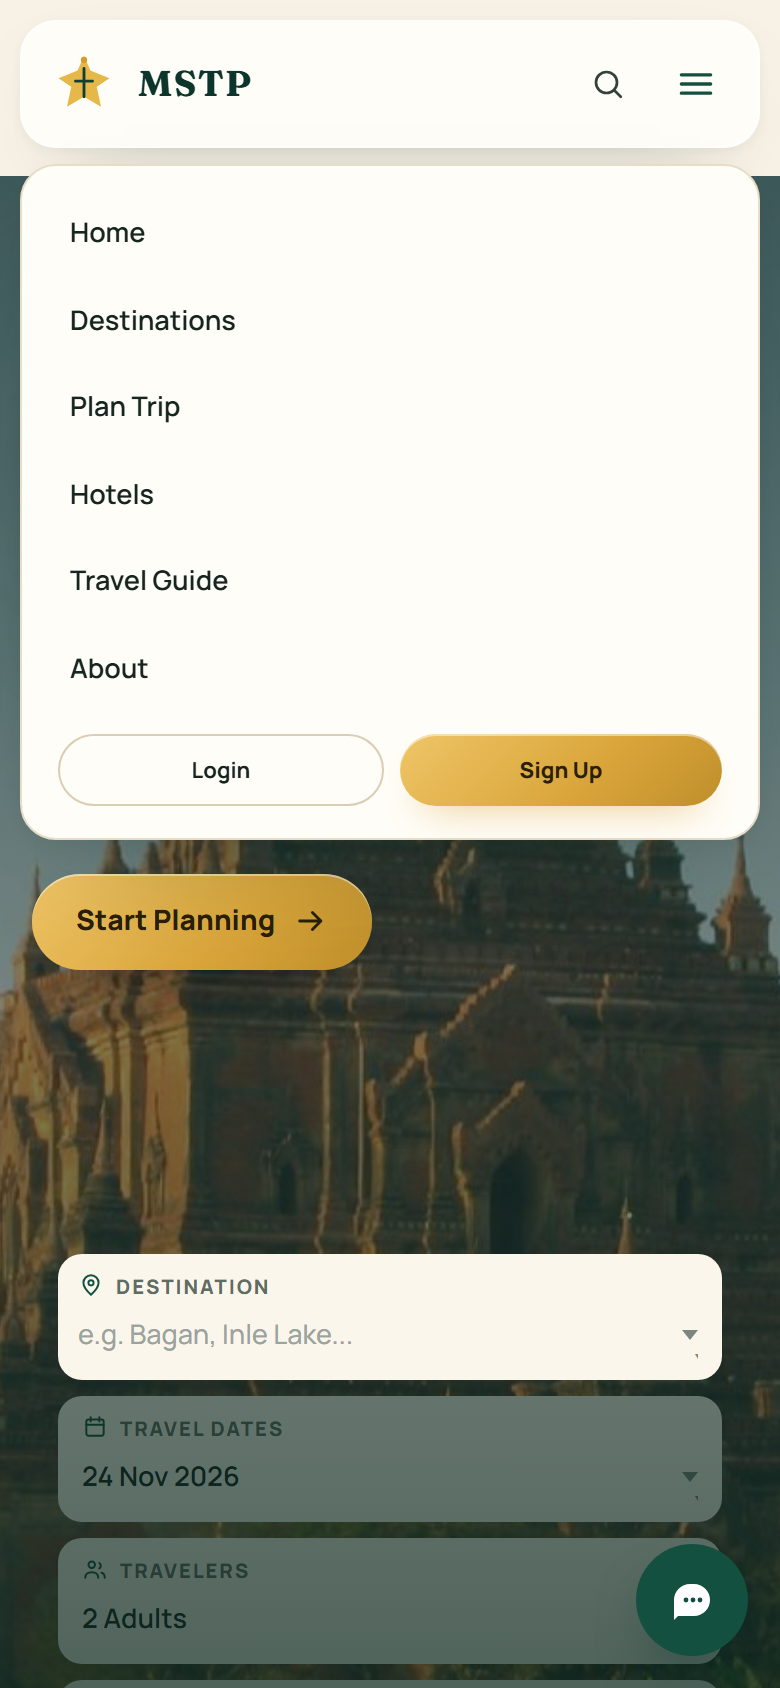 MSTP
Home
Destinations
Plan Trip
Hotels
Travel Guide
About
Login
Sign Up
Start Planning
DESTINATION
e.g. Bagan, Inle Lake...
TRAVEL DATES
24 Nov 2026
TRAVELERS
2 Adults